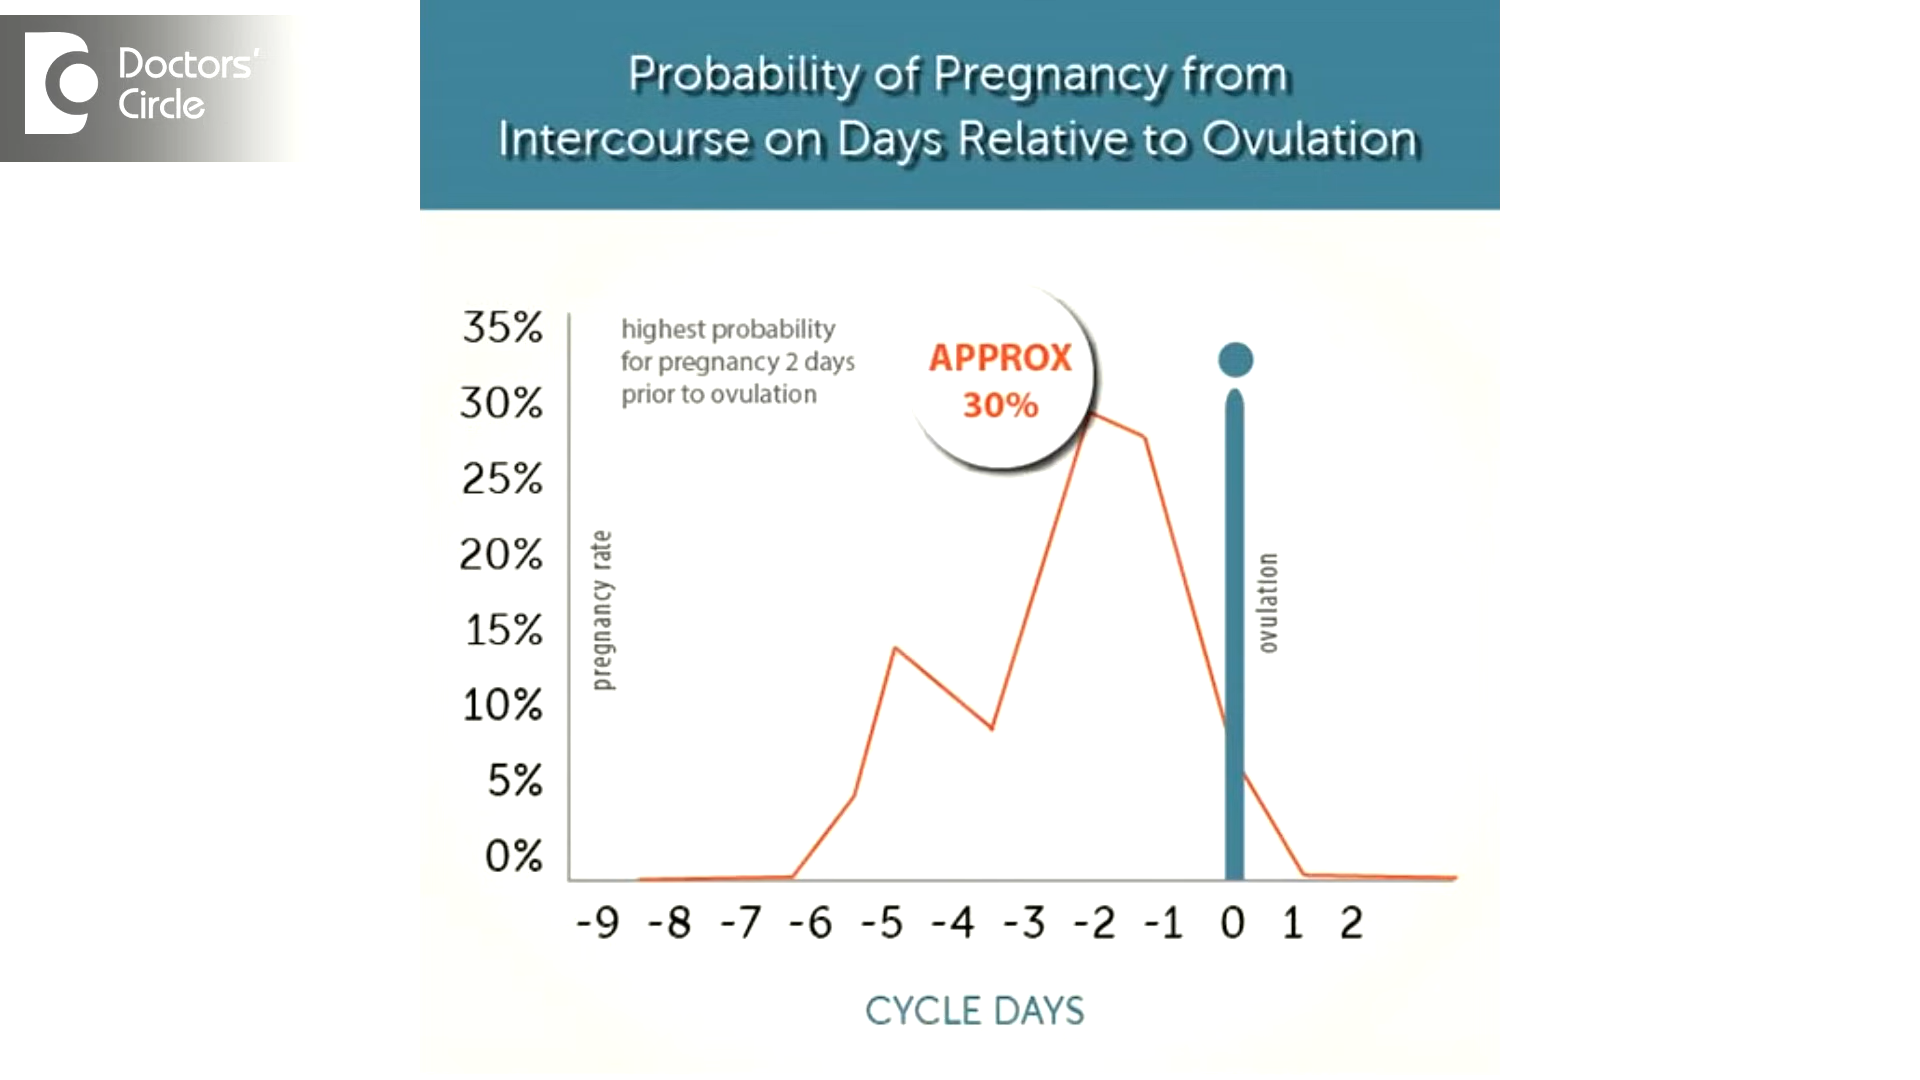 Doctors'
Circle
Probability of Pregnancy from
Intercourse on Days Relative to Ovulation
35%
30%
25%
20%
15%
10%
5%
0%
pregnancy rate
highest probability
for pregnancy 2 days
prior to ovulation
APPROX
30%
ovulation
-9 -8 -7 -6 -5 -4 -3 -2 -1 0 1 2
CYCLE DAYS